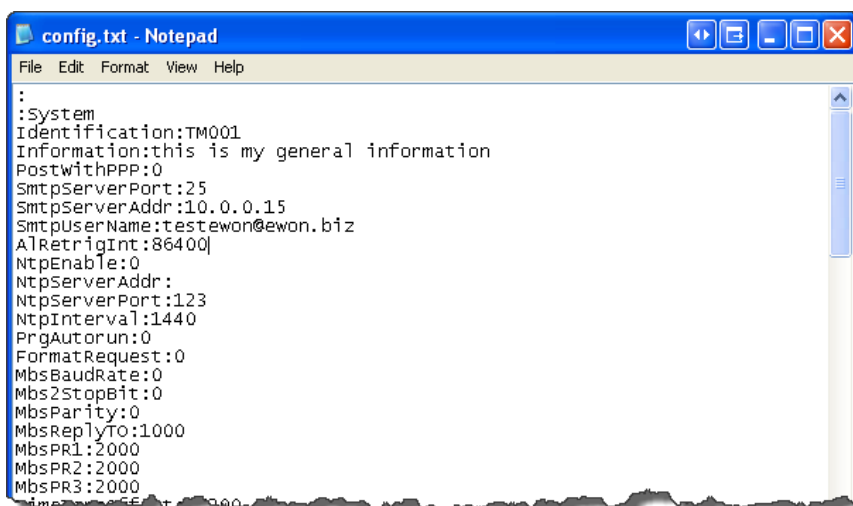 config.txt - Notepad
File Edit Format View Help
:
:System
Identification:TM001
Information:this is my general information
PostWithPPP:0
SmtpServerPort:25
SmtpServerAddr:10.0.0.15
SmtpUserName:testewon@ewon.biz
AlRetrigInt:86400
NtpEnable:0
NtpServerAddr:
NtpServerPort:123
NtpInterval:1440
PrgAutorun:0
FormatRequest:0
MbsBaudRate:0
Mbs2StopBit:0
MbsParity:0
MbsReplyTO:1000
MbsPR1:2000
MbsPR2:2000
MbsPR3:2000